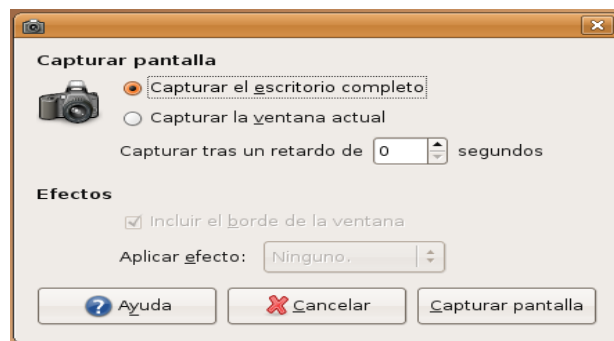 Capturar pantalla
Capturar el escritorio completo
Capturar la ventana actual
Capturar tras un retardo de 0 segundos
Efectos
Incluir el borde de la ventana
Aplicar efecto: Ninguno.
Ayuda Cancelar Capturar pantalla